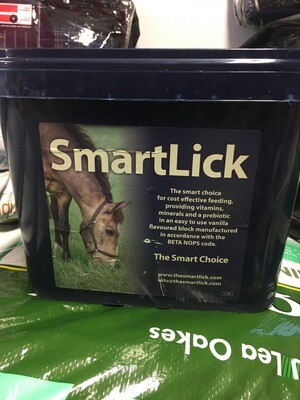 SmartLick
The smart choice
for cost effective feeding,
providing vitamins,
minerals and a prebiotic
in an easy to use vanilla
flavoured block manufactured
in accordance with the
BETA NOPS code.
The Smart Choice
www.thesmartlick.com
info@thesmartlick.com
Lea Oakes